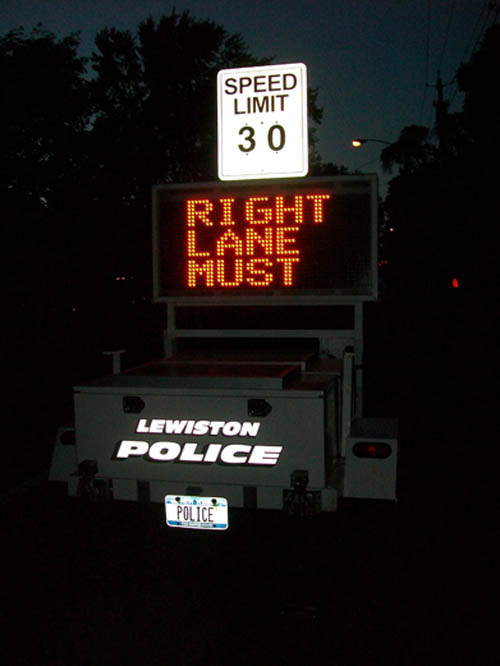 SPEED
LIMIT
30
RIGHT
LANE
MUST
LEWISTON
POLICE
POLICE